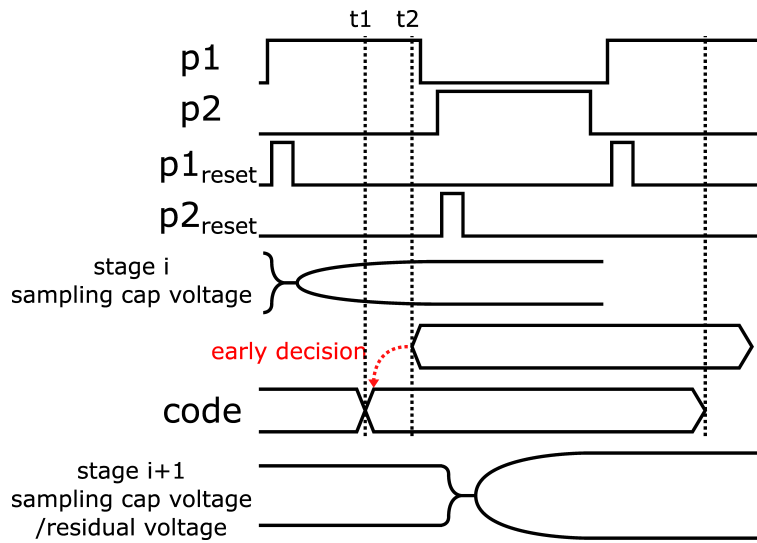 t1 t2
p1
p2
p1reset
p2reset
stage i
sampling cap voltage
early decision
code
stage i+1
sampling cap voltage
/residual voltage